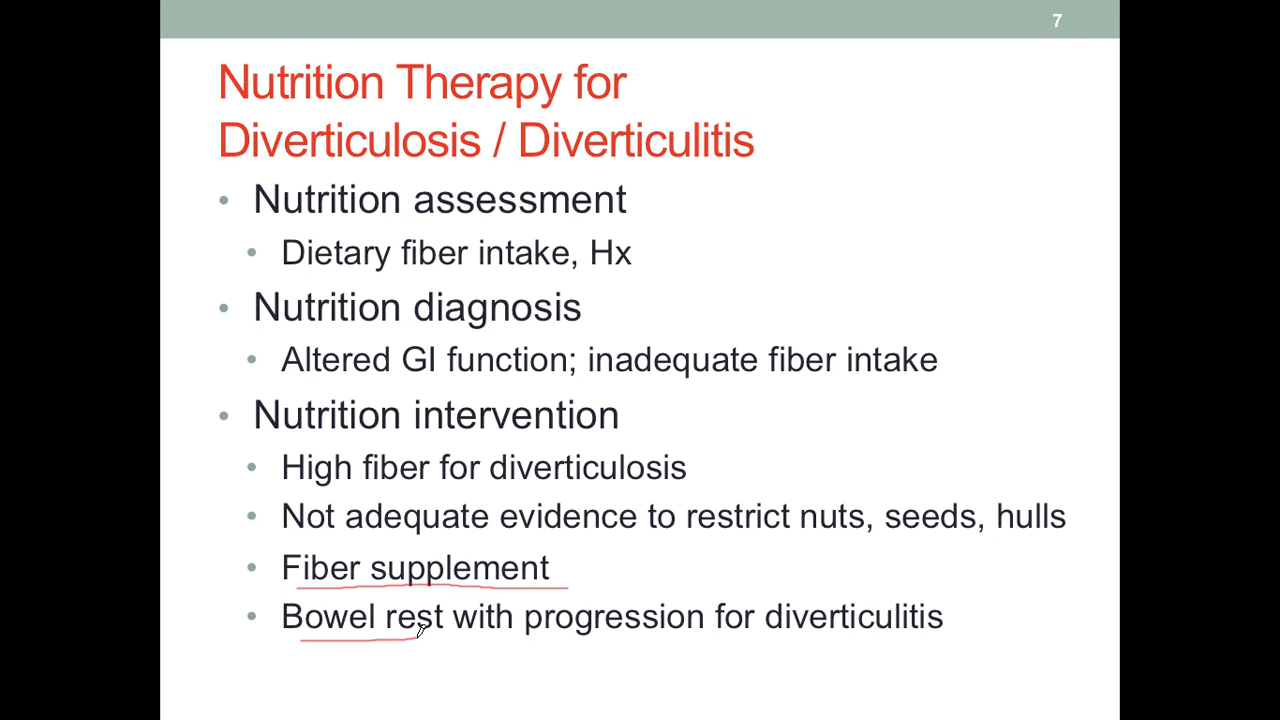 7
Nutrition Therapy for
Diverticulosis / Diverticulitis
• Nutrition assessment
• Dietary fiber intake, Hx
• Nutrition diagnosis
• Altered GI function; inadequate fiber intake
• Nutrition intervention
• High fiber for diverticulosis
• Not adequate evidence to restrict nuts, seeds, hulls
• Fiber supplement
• Bowel rest with progression for diverticulitis